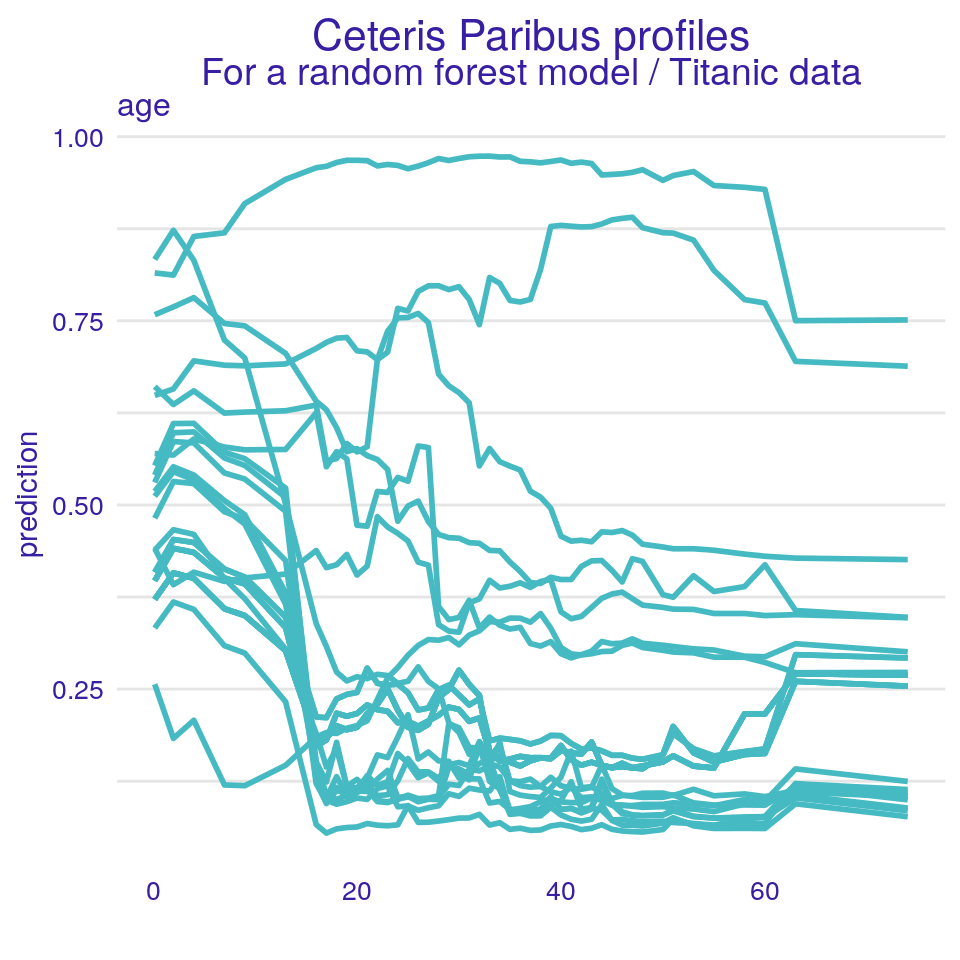 Ceteris Paribus profiles
For a random forest model / Titanic data
age
1.00
0.75
0.50
0.25
prediction
0 20 40 60